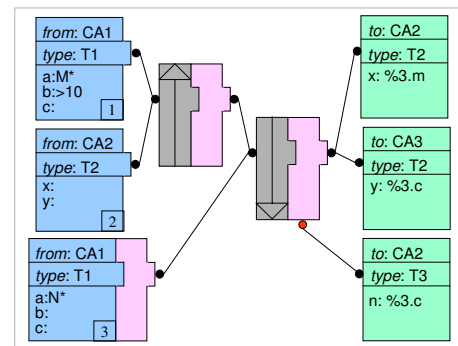 from: CA1
type: T1
a:M*
b:>10
c:
1
from: CA2
type: T2
x:
y:
2
from: CA1
type: T1
a:N*
b:
c:
3
to: CA2
type: T2
x: %3.m
to: CA3
type: T2
y: %3.c
to: CA2
type: T3
n: %3.c